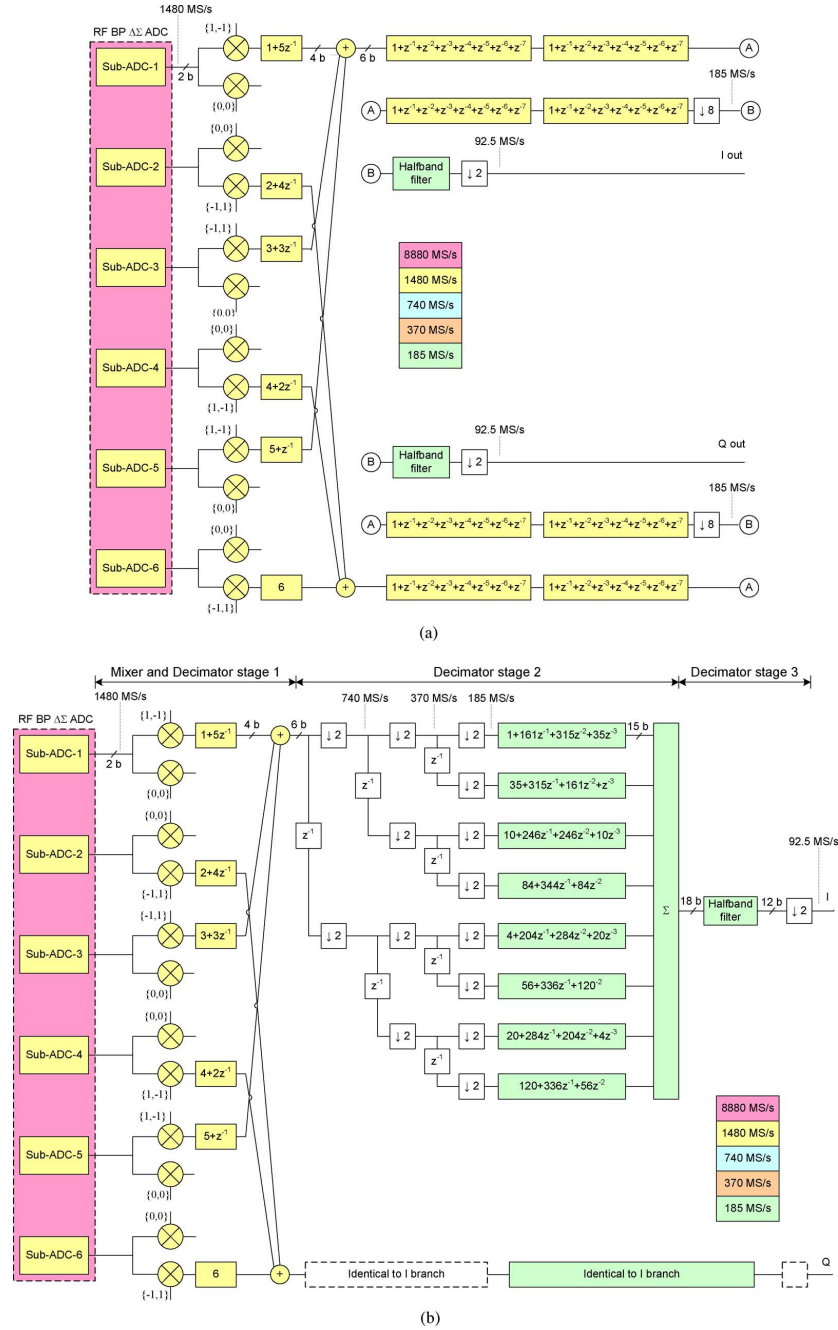 1480 MS/s
RF BP ΔΣ ADC
{1,-1}
Sub-ADC-1
2 b
1+5z⁻¹
4 b
+
6 b
1+z⁻¹+z⁻²+z⁻³+z⁻⁴+z⁻⁵+z⁻⁶+z⁻⁷
1+z⁻¹+z⁻²+z⁻³+z⁻⁴+z⁻⁵+z⁻⁶+z⁻⁷
A
{0,0}
185 MS/s
A
1+z⁻¹+z⁻²+z⁻³+z⁻⁴+z⁻⁵+z⁻⁶+z⁻⁷
1+z⁻¹+z⁻²+z⁻³+z⁻⁴+z⁻⁵+z⁻⁶+z⁻⁷
↓ 8
B
{0,0}
92.5 MS/s
Sub-ADC-2
I out
B
Halfband
filter
↓ 2
2+4z⁻¹
{-1,1}
{-1,1}
Sub-ADC-3
3+3z⁻¹
{0,0}
8880 MS/s
1480 MS/s
740 MS/s
370 MS/s
185 MS/s
{0,0}
Sub-ADC-4
4+2z⁻¹
{1,-1}
{1,-1}
92.5 MS/s
Sub-ADC-5
5+z⁻¹
Q out
B
Halfband
filter
↓ 2
{0,0}
185 MS/s
{0,0}
A
1+z⁻¹+z⁻²+z⁻³+z⁻⁴+z⁻⁵+z⁻⁶+z⁻⁷
1+z⁻¹+z⁻²+z⁻³+z⁻⁴+z⁻⁵+z⁻⁶+z⁻⁷
↓ 8
B
Sub-ADC-6
6
+
1+z⁻¹+z⁻²+z⁻³+z⁻⁴+z⁻⁵+z⁻⁶+z⁻⁷
1+z⁻¹+z⁻²+z⁻³+z⁻⁴+z⁻⁵+z⁻⁶+z⁻⁷
A
{-1,1}
(a)
Mixer and Decimator stage 1
Decimator stage 2
Decimator stage 3
1480 MS/s
740 MS/s
370 MS/s
185 MS/s
RF BP ΔΣ ADC
{1,-1}
Sub-ADC-1
2 b
1+5z⁻¹
4 b
+
6 b
↓ 2
↓ 2
↓ 2
1+161z⁻¹+315z⁻²+35z⁻³
15 b
z⁻¹
{0,0}
z⁻¹
↓ 2
35+315z⁻¹+161z⁻²+z⁻³
{0,0}
Sub-ADC-2
z⁻¹
↓ 2
↓ 2
10+246z⁻¹+246z⁻²+10z⁻³
92.5 MS/s
z⁻¹
2+4z⁻¹
{-1,1}
↓ 2
84+344z⁻¹+84z⁻²
Σ
18 b
Halfband
filter
12 b
↓ 2
I
{-1,1}
Sub-ADC-3
3+3z⁻¹
↓ 2
↓ 2
↓ 2
4+204z⁻¹+284z⁻²+20z⁻³
z⁻¹
{0,0}
z⁻¹
↓ 2
56+336z⁻¹+120⁻²
{0,0}
Sub-ADC-4
↓ 2
↓ 2
20+284z⁻¹+204z⁻²+4z⁻³
z⁻¹
4+2z⁻¹
{1,-1}
↓ 2
120+336z⁻¹+56z⁻²
{1,-1}
Sub-ADC-5
5+z⁻¹
{0,0}
8880 MS/s
1480 MS/s
740 MS/s
370 MS/s
185 MS/s
{0,0}
Sub-ADC-6
6
+
Identical to I branch
Identical to I branch
Q
{-1,1}
(b)